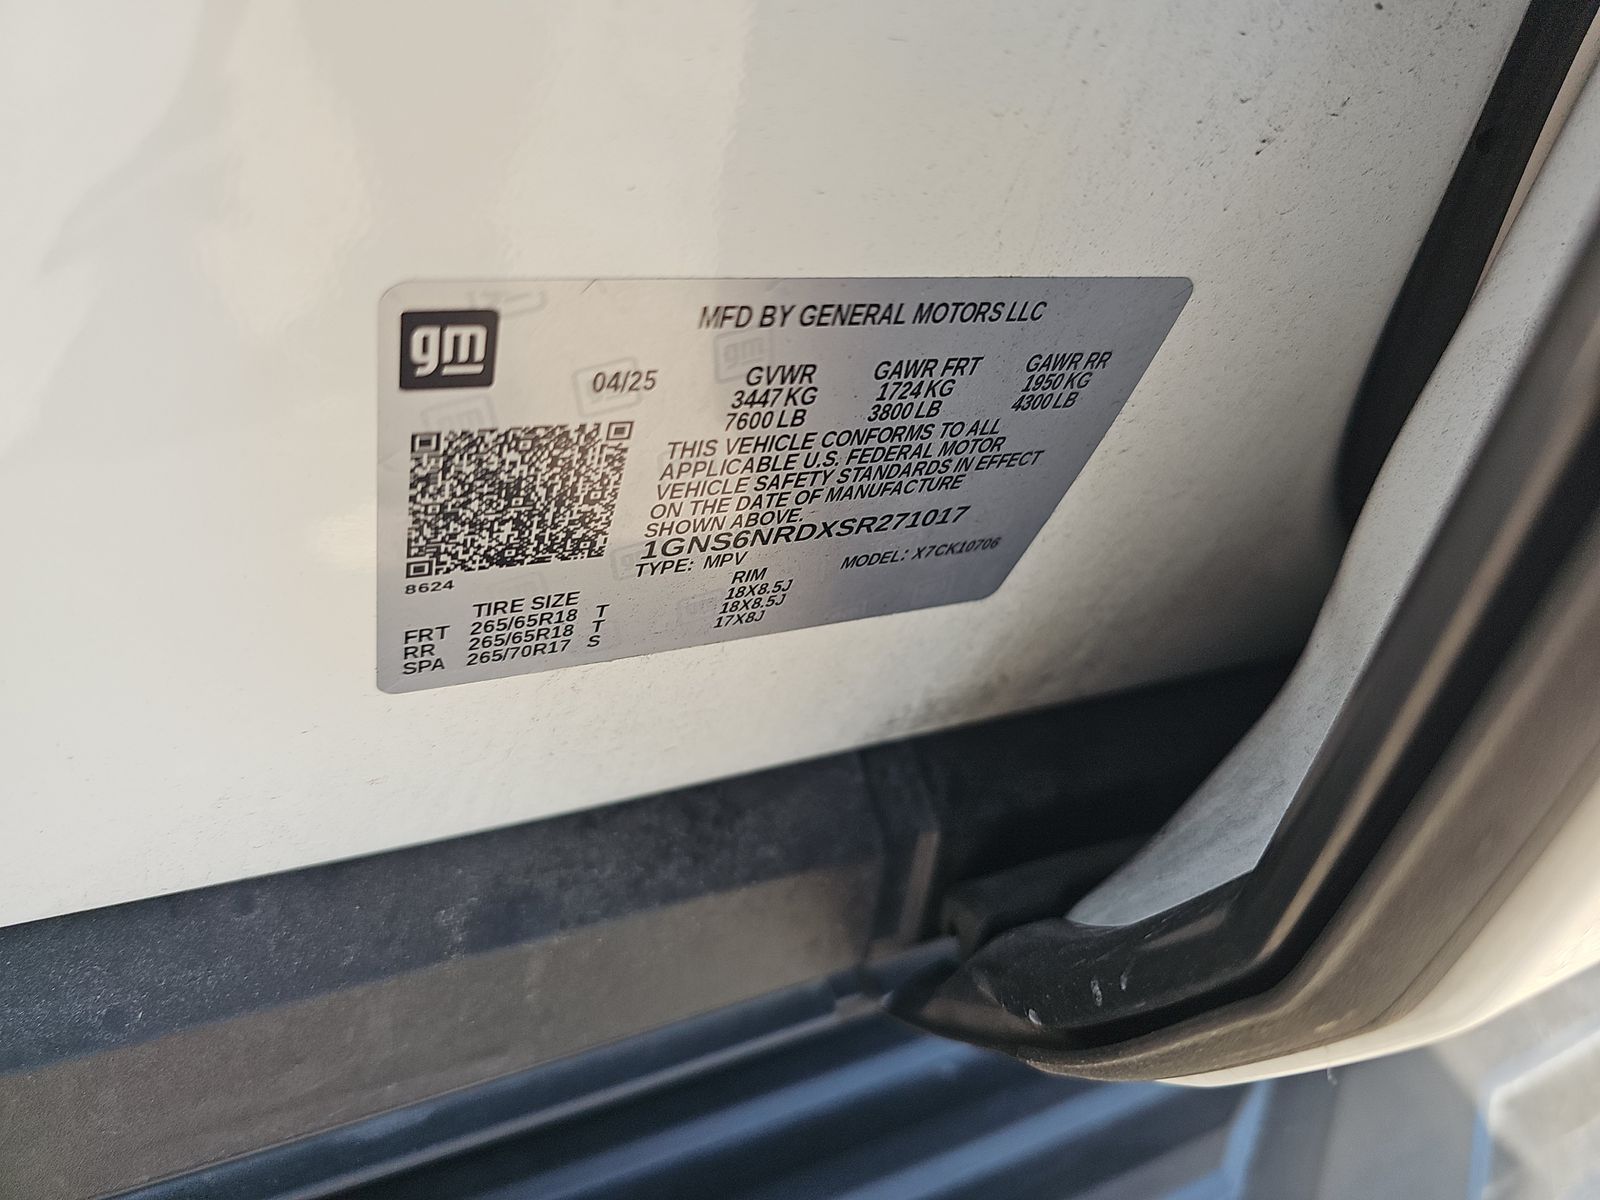 gm
MFD BY GENERAL MOTORS LLC
04/25
GVWR
3447 KG
7600 LB
GAWR FRT
1724 KG
3800 LB
GAWR RR
1950 KG
4300 LB
THIS VEHICLE CONFORMS TO ALL
APPLICABLE U.S. FEDERAL MOTOR
VEHICLE SAFETY STANDARDS IN EFFECT
ON THE DATE OF MANUFACTURE
SHOWN ABOVE.
1GNS6NRDXSR271017
TYPE: MPV MODEL: X7CK10706
8624
TIRE SIZE RIM
FRT 265/65R18 T 18X8.5J
RR 265/65R18 T 18X8.5J
SPA 265/70R17 S 17X8J